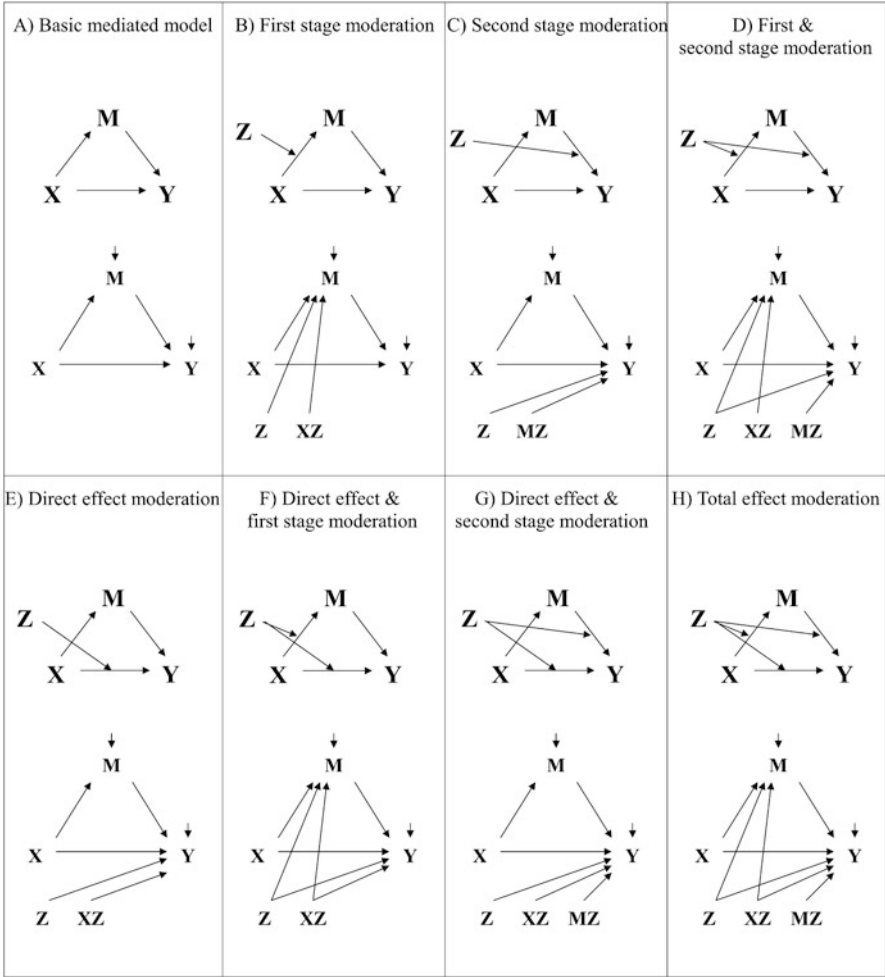 A) Basic mediated model
M
X Y
M
X Y
B) First stage moderation
Z M
X Y
M
X Y
Z XZ
C) Second stage moderation
Z M
X Y
M
X Y
Z MZ
D) First &
second stage moderation
Z M
X Y
M
X Y
Z XZ MZ
E) Direct effect moderation
Z M
X Y
M
X Y
Z XZ
F) Direct effect &
first stage moderation
Z M
X Y
M
X Y
Z XZ
G) Direct effect &
second stage moderation
Z M
X Y
M
X Y
Z XZ MZ
H) Total effect moderation
Z M
X Y
M
X Y
Z XZ MZ